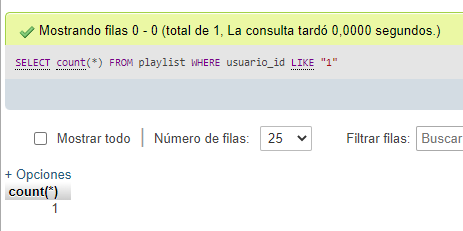 Mostrando filas 0 - 0 (total de 1, La consulta tardó 0,0000 segundos.)
SELECT count(*) FROM playlist WHERE usuario_id LIKE "1"
Mostrar todo | Número de filas: 25 Filtrar filas: Buscar
+ Opciones
count(*)
1